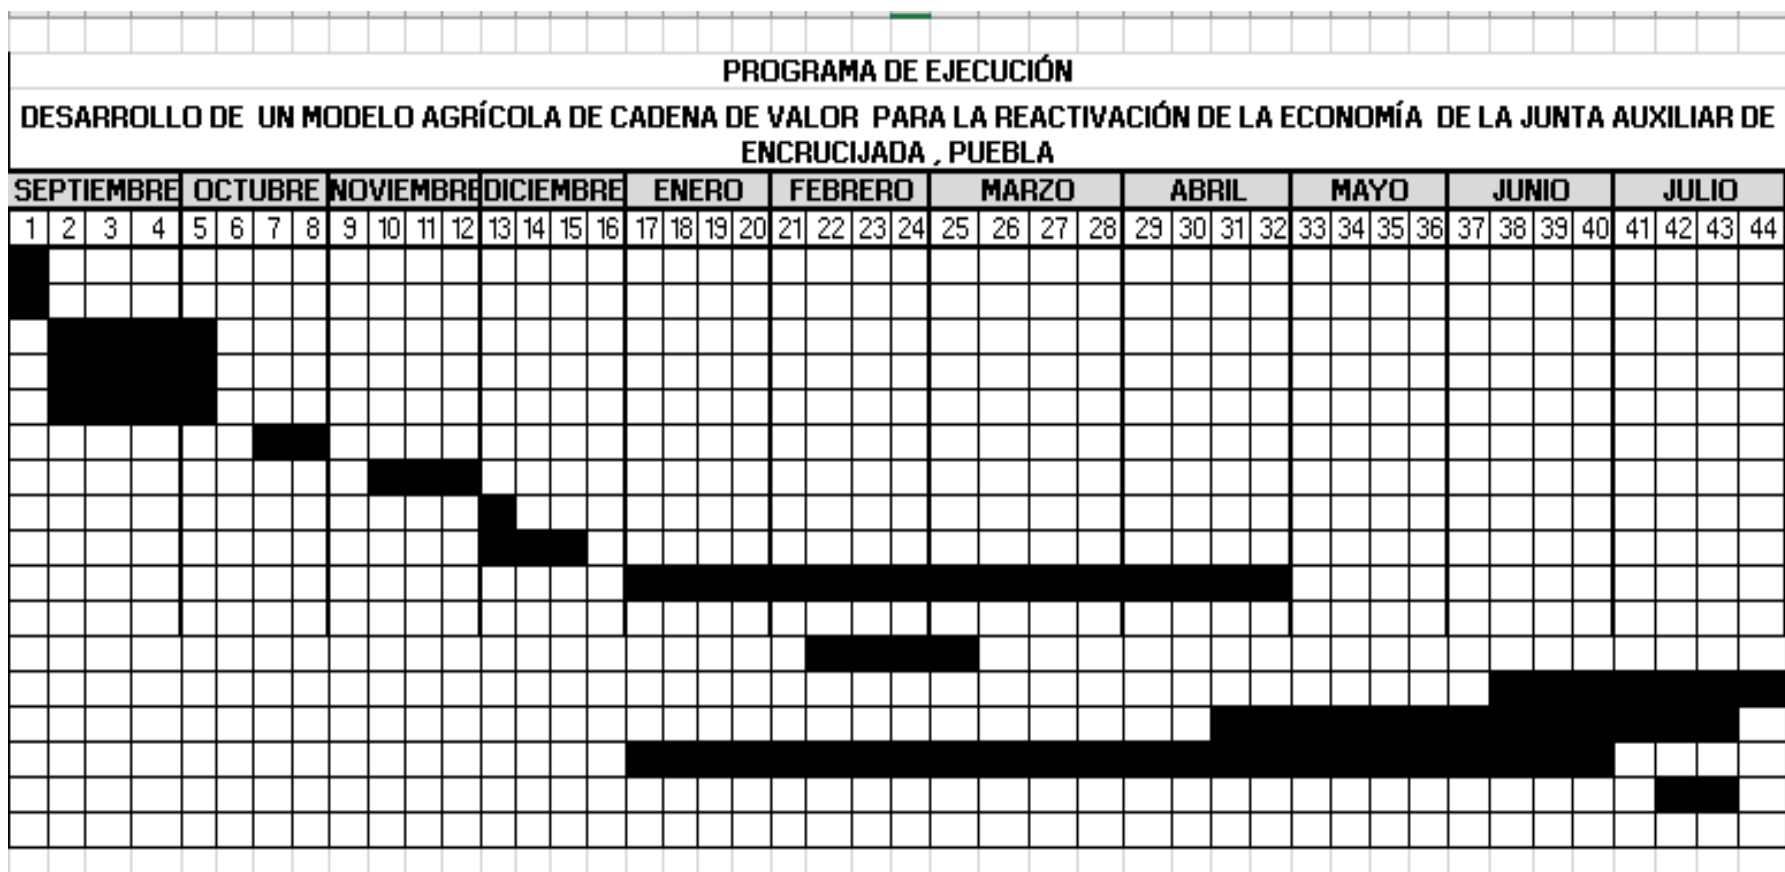 PROGRAMA DE EJECUCIÓN
DESARROLLO DE UN MODELO AGRÍCOLA DE CADENA DE VALOR PARA LA REACTIVACIÓN DE LA ECONOMÍA DE LA JUNTA AUXILIAR DE
ENCRUCIJADA , PUEBLA
SEPTIEMBRE OCTUBRE NOVIEMBRE DICIEMBRE ENERO FEBRERO MARZO ABRIL MAYO JUNIO JULIO
1 2 3 4 5 6 7 8 9 10 11 12 13 14 15 16 17 18 19 20 21 22 23 24 25 26 27 28 29 30 31 32 33 34 35 36 37 38 39 40 41 42 43 44